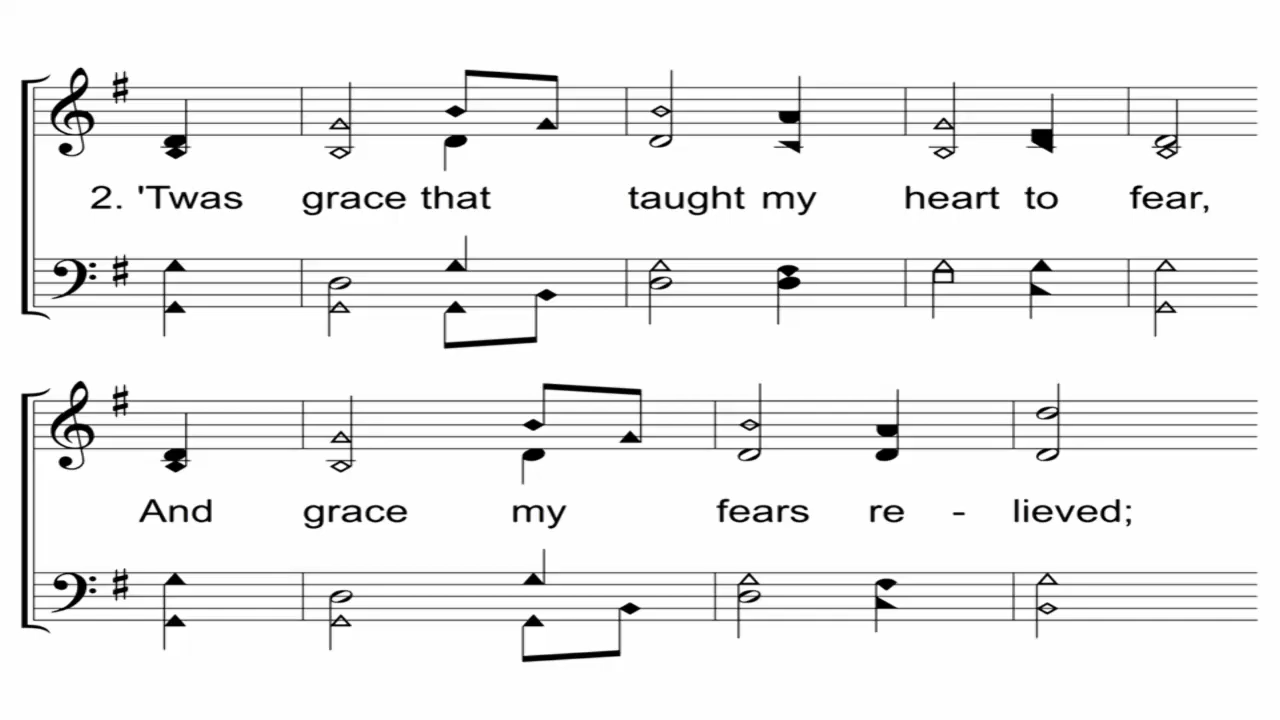 2. 'Twas grace that taught my heart to fear,
And grace my fears re - lieved;